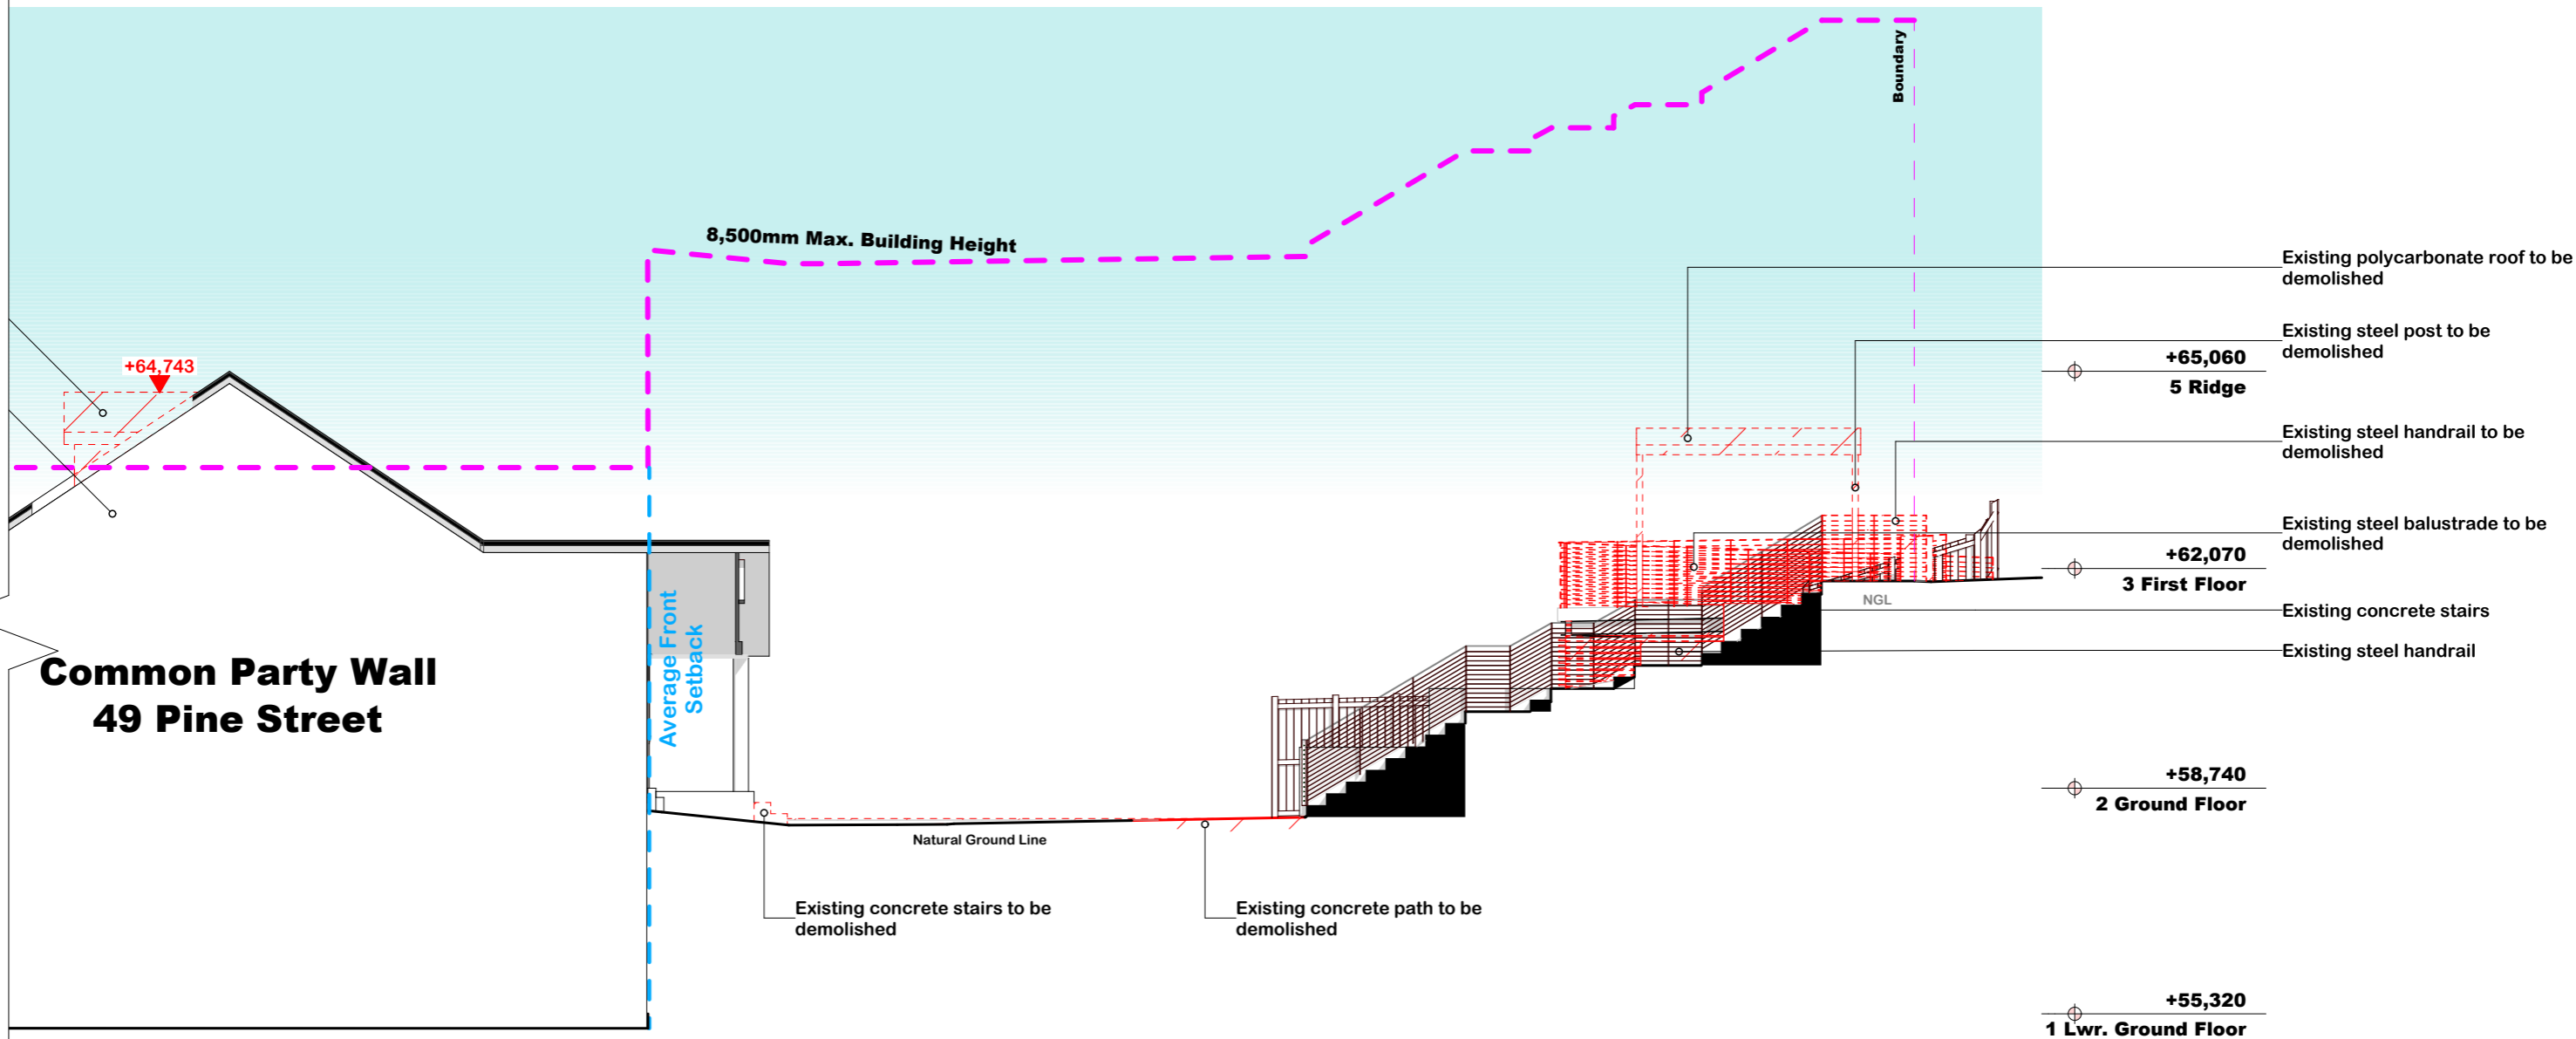 Boundary
8,500mm Max. Building Height
Existing polycarbonate roof to be
demolished
Existing steel post to be
demolished
+65,060
5 Ridge
+64,743
Existing steel handrail to be
demolished
Existing steel balustrade to be
demolished
+62,070
3 First Floor
NGL
Existing concrete stairs
Existing steel handrail
Common Party Wall
49 Pine Street
Average Front
Setback
+58,740
2 Ground Floor
Natural Ground Line
Existing concrete stairs to be
demolished
Existing concrete path to be
demolished
+55,320
1 Lwr. Ground Floor